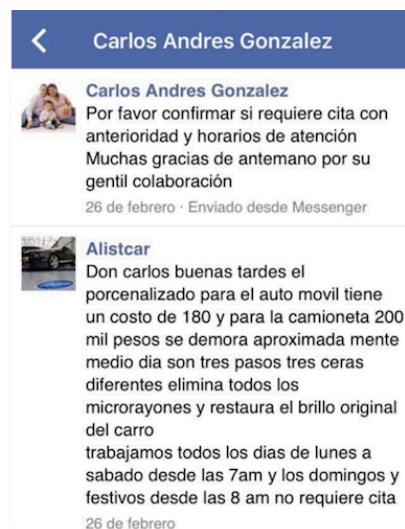 Carlos Andres Gonzalez
Carlos Andres Gonzalez
Por favor confirmar si requiere cita con
anterioridad y horarios de atención
Muchas gracias de antemano por su
gentil colaboración
26 de febrero · Enviado desde Messenger
Alistcar
Don carlos buenas tardes el
porcenalizado para el auto movil tiene
un costo de 180 y para la camioneta 200
mil pesos se demora aproximada mente
medio dia son tres pasos tres ceras
diferentes elimina todos los
microrayones y restaura el brillo original
del carro
trabajamos todos los dias de lunes a
sabado desde las 7am y los domingos y
festivos desde las 8 am no requiere cita
26 de febrero